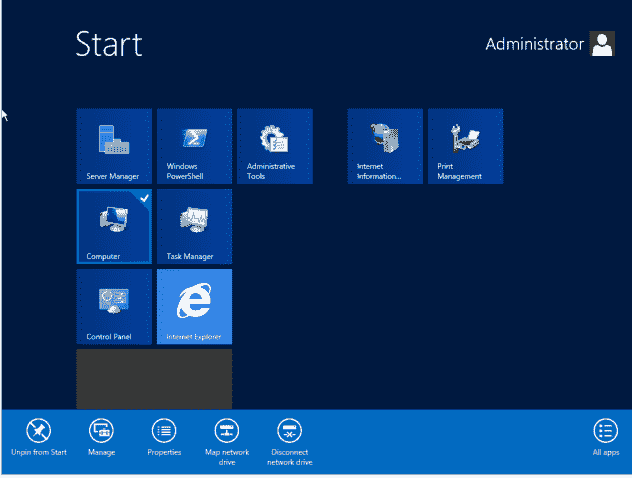 Start
Administrator
Server Manager
Windows
PowerShell
Administrative
Tools
Internet
Information...
Print
Management
Computer
Task Manager
Control Panel
Internet Explorer
Unpin from Start
Manage
Properties
Map network
drive
Disconnect
network drive
All apps